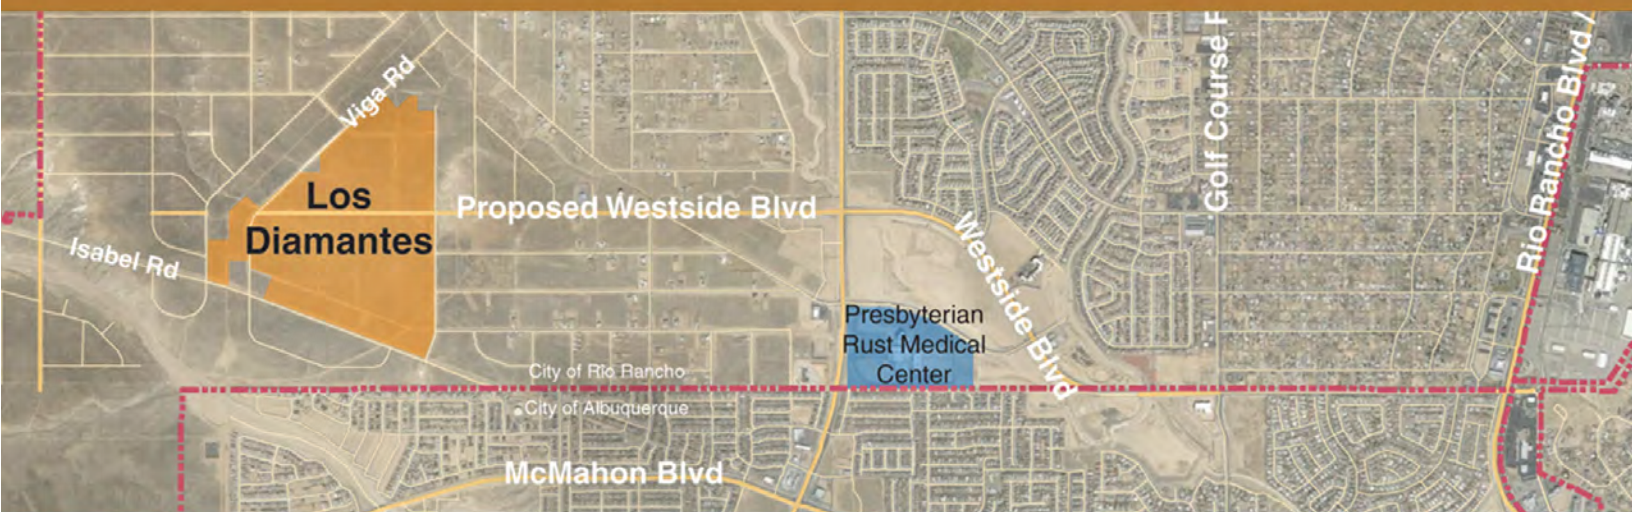 Viga Rd
Los
Diamantes
Isabel Rd
Proposed Westside Blvd
Westside Blvd
Golf Course
Rio Rancho Blvd /
Presbyterian
Rust Medical
Center
City of Rio Rancho
City of Albuquerque
McMahon Blvd